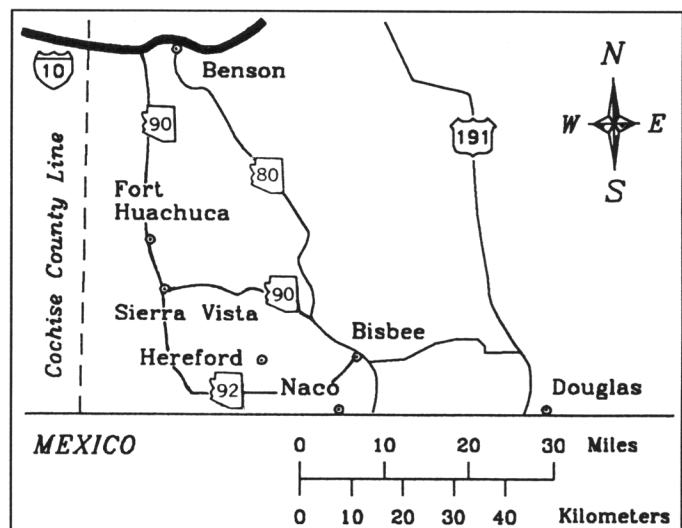 10
Benson
N
W
E
S
90
191
80
Cochise County Line
Fort
Huachuca
90
Sierra Vista
Bisbee
Hereford
92
Naco
Douglas
MEXICO
0 10 20 30 Miles
0 10 20 30 40 Kilometers